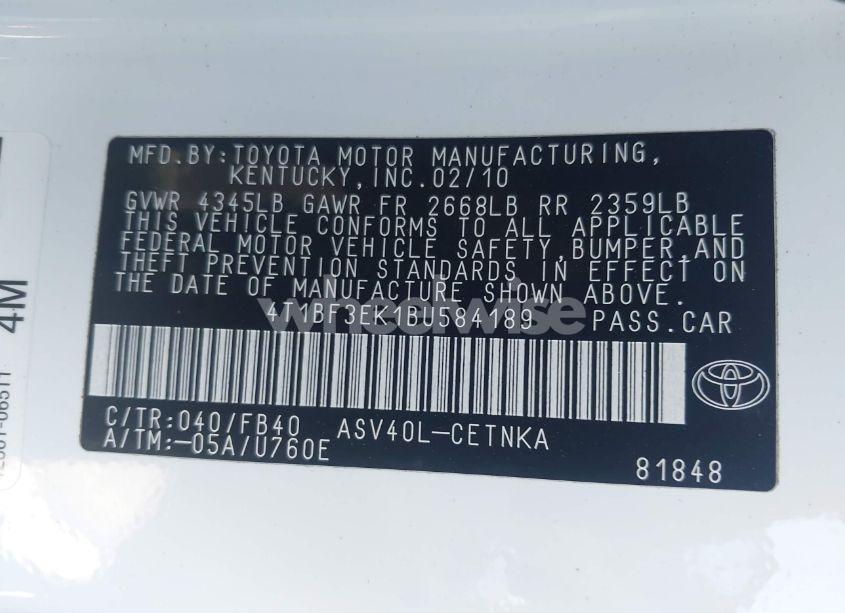 MFD.BY:TOYOTA MOTOR MANUFACTURING,
KENTUCKY,INC.02/10
GVWR 4345LB GAWR FR 2668LB RR 2359LB
THIS VEHICLE CONFORMS TO ALL APPLICABLE
FEDERAL MOTOR VEHICLE SAFETY,BUMPER,AND
THEFT PREVENTION STANDARDS IN EFFECT ON
THE DATE OF MANUFACTURE SHOWN ABOVE.
4T1BF3EK1BU584189 PASS.CAR
wheelwise
C/TR:040/FB40 ASV40L-CETNKA
A/TM:-05A/U760E
81848
4M